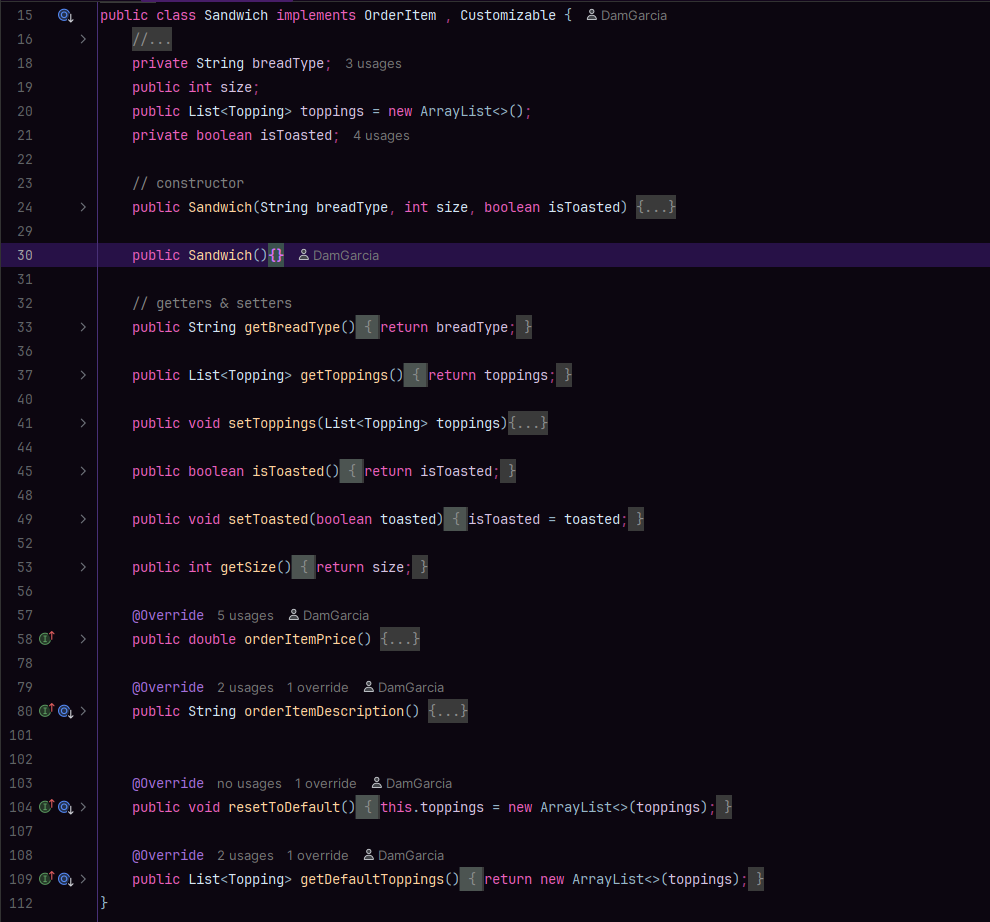 15 public class Sandwich implements OrderItem , Customizable { DamGarcia
16 //...
18 private String breadType; 3 usages
19 public int size;
20 public List<Topping> toppings = new ArrayList<>();
21 private boolean isToasted; 4 usages
22
23 // constructor
24 public Sandwich(String breadType, int size, boolean isToasted) {...}
29
30 public Sandwich(){} DamGarcia
31
32 // getters & setters
33 public String getBreadType() { return breadType; }
36
37 public List<Topping> getToppings() { return toppings; }
40
41 public void setToppings(List<Topping> toppings){...}
44
45 public boolean isToasted() { return isToasted; }
48
49 public void setToasted(boolean toasted) { isToasted = toasted; }
52
53 public int getSize() { return size; }
56
57 @Override 5 usages DamGarcia
58 public double orderItemPrice() {...}
78
79 @Override 2 usages 1 override DamGarcia
80 public String orderItemDescription() {...}
101
102
103 @Override no usages 1 override DamGarcia
104 public void resetToDefault() { this.toppings = new ArrayList<>(toppings); }
107
108 @Override 2 usages 1 override DamGarcia
109 public List<Topping> getDefaultToppings() { return new ArrayList<>(toppings); }
112 }